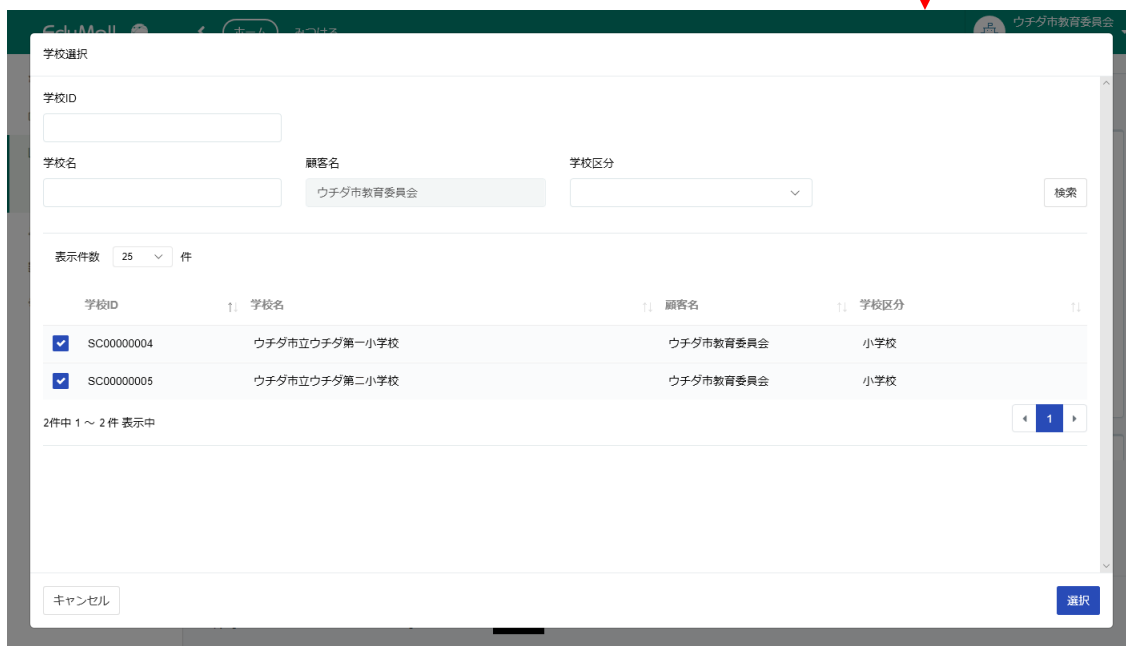 EduMall ホーム みつける ウチダ市教育委員会
学校選択
学校ID
学校名 顧客名 学校区分
ウチダ市教育委員会 検索
表示件数 25 件
学校ID 学校名 顧客名 学校区分
SC00000004 ウチダ市立ウチダ第一小学校 ウチダ市教育委員会 小学校
SC00000005 ウチダ市立ウチダ第二小学校 ウチダ市教育委員会 小学校
2件中 1 ～ 2 件 表示中 1
キャンセル 選択